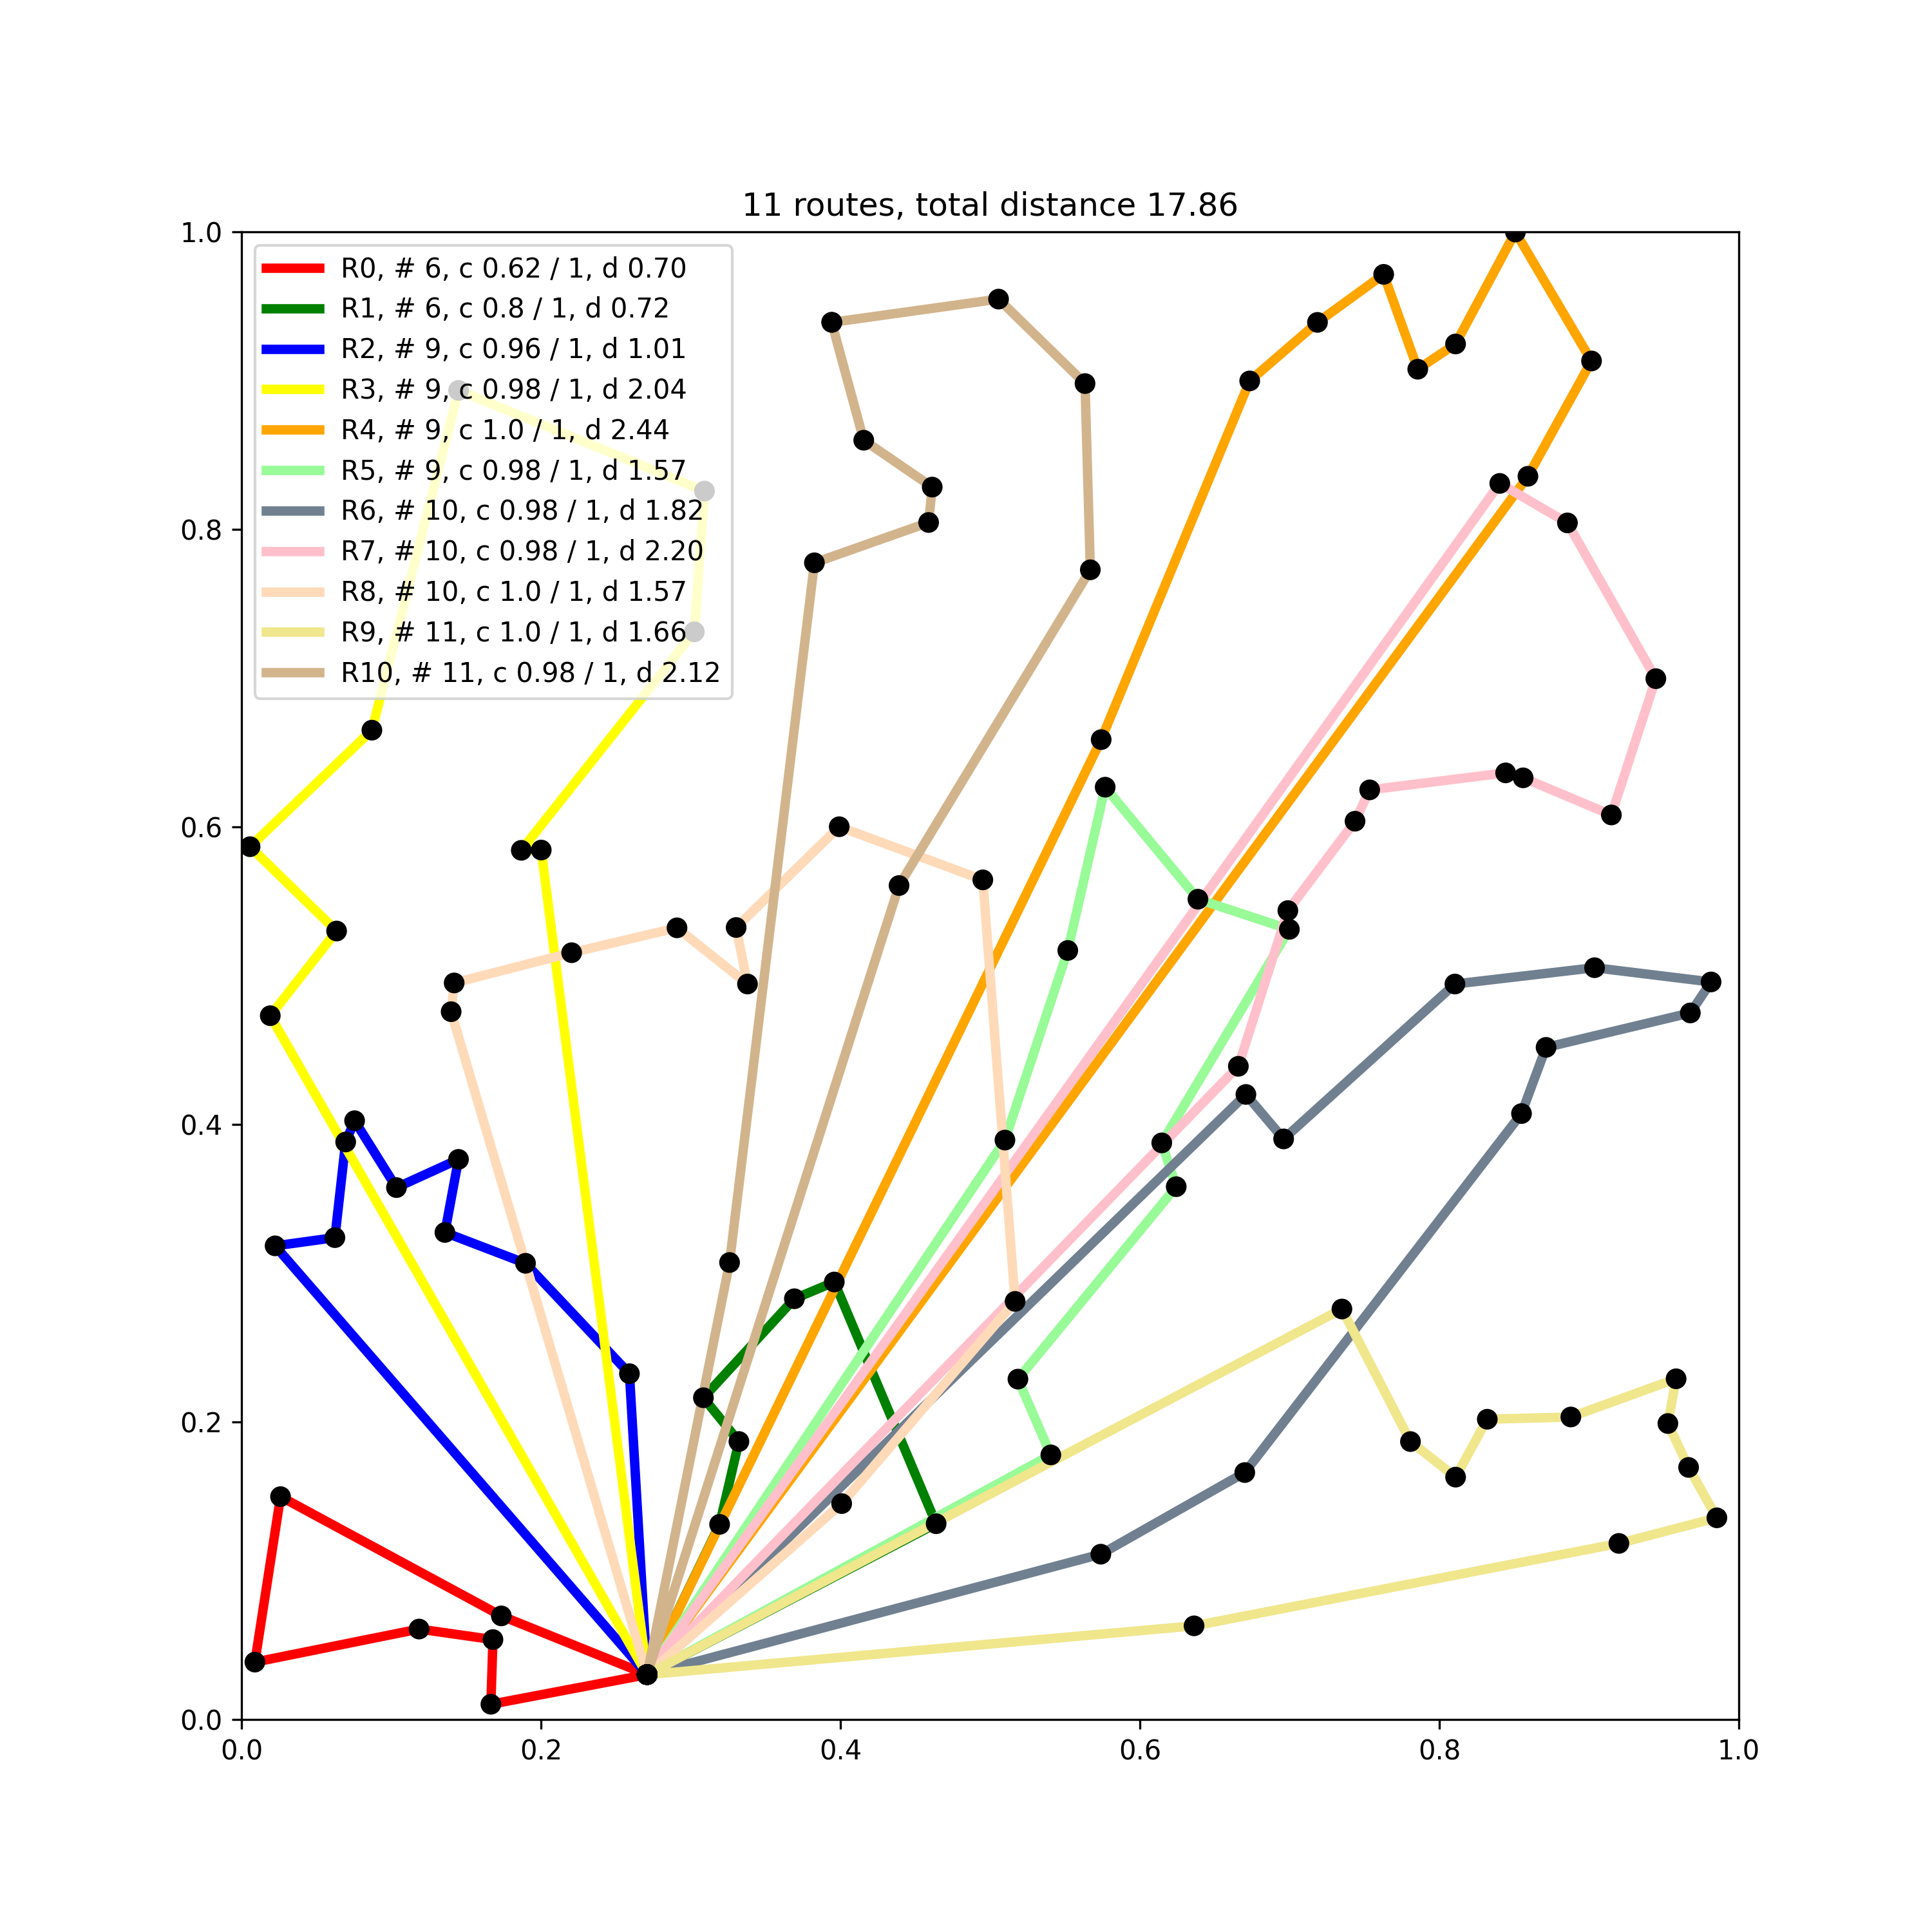 11 routes, total distance 17.86
1.0
R0, # 6, c 0.62 / 1, d 0.70
R1, # 6, c 0.8 / 1, d 0.72
R2, # 9, c 0.96 / 1, d 1.01
R3, # 9, c 0.98 / 1, d 2.04
R4, # 9, c 1.0 / 1, d 2.44
R5, # 9, c 0.98 / 1, d 1.57
R6, # 10, c 0.98 / 1, d 1.82
R7, # 10, c 0.98 / 1, d 2.20
R8, # 10, c 1.0 / 1, d 1.57
R9, # 11, c 1.0 / 1, d 1.66
R10, # 11, c 0.98 / 1, d 2.12
0.8
0.6
0.4
0.2
0.0
0.0 0.2 0.4 0.6 0.8 1.0